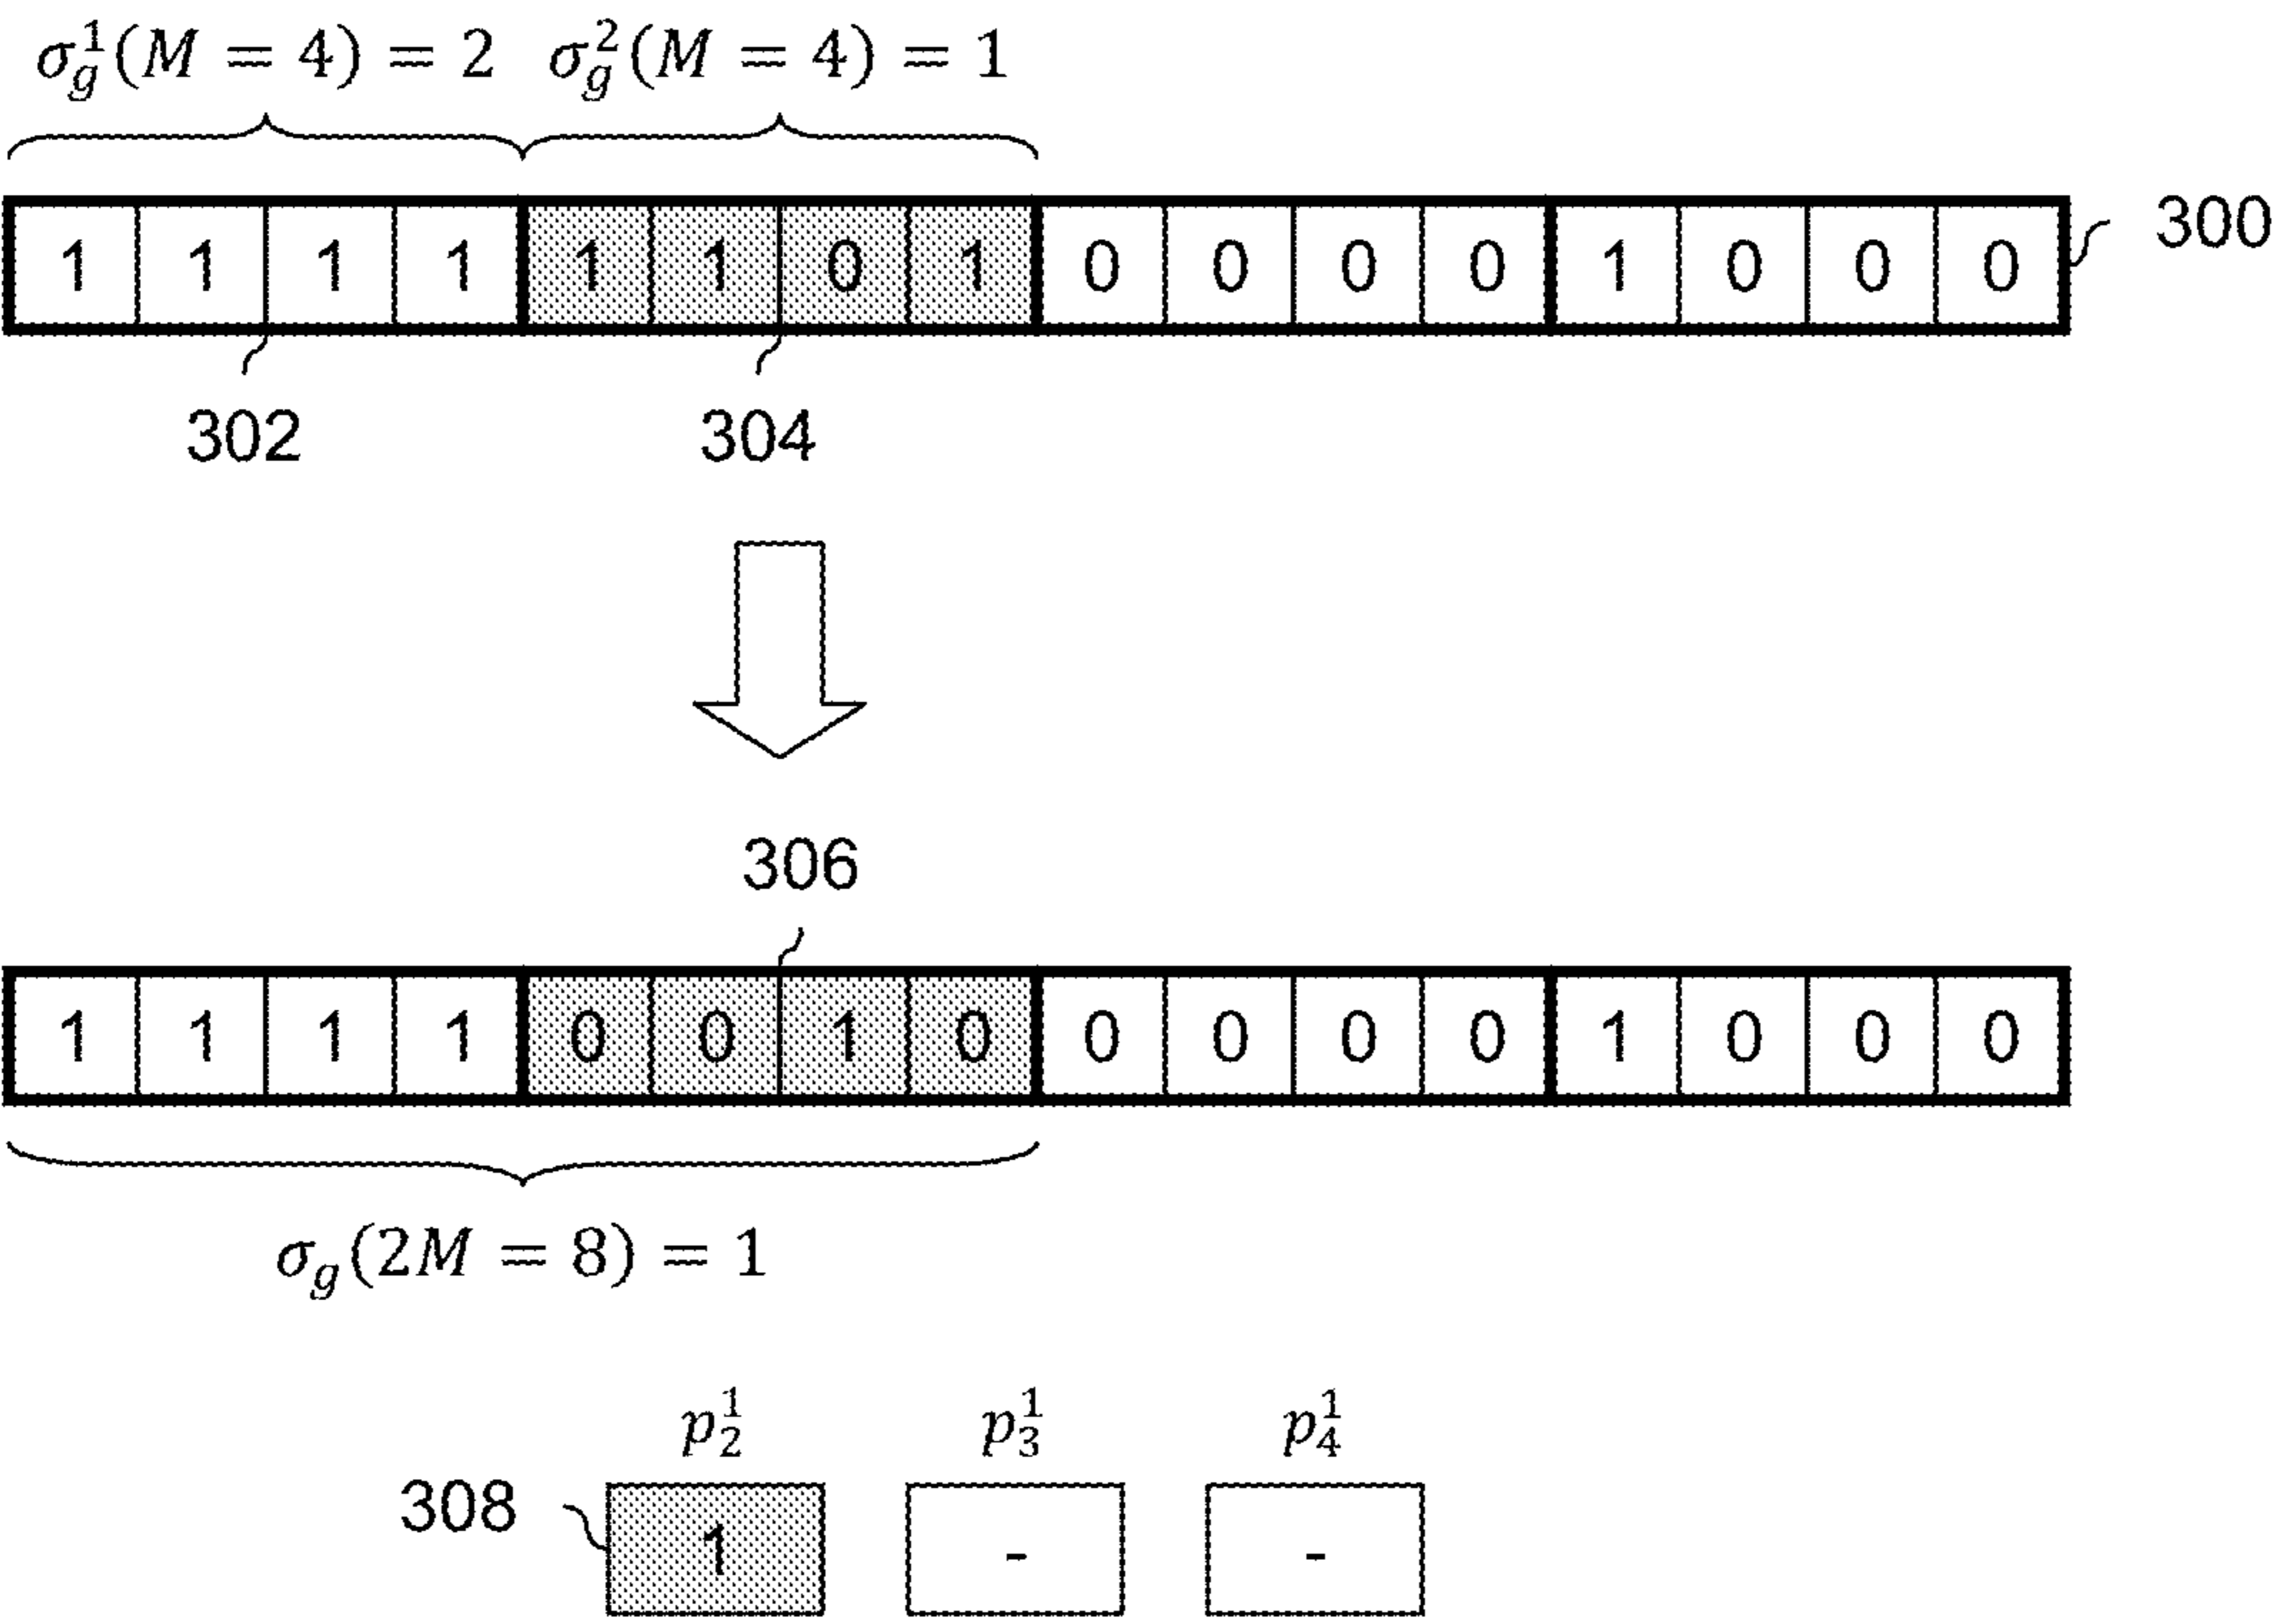 σ_g^1(M = 4) = 2 σ_g^2(M = 4) = 1
1 1 1 1 1 1 0 1 0 0 0 0 1 0 0 0 300
302 304
306
1 1 1 1 0 0 1 0 0 0 0 0 1 0 0 0
σ_g(2M = 8) = 1
p_2^1 p_3^1 p_4^1
308 1 - -